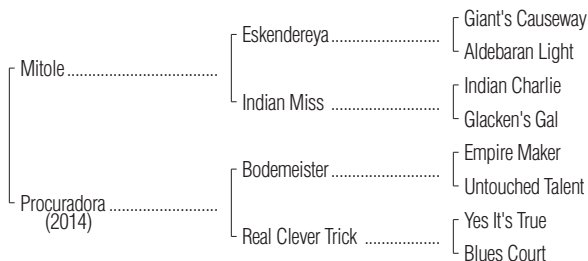 Giant's Causeway
Eskendereya
Aldebaran Light
Mitole
Indian Charlie
Indian Miss
Glacken's Gal
Empire Maker
Bodemeister
Untouched Talent
Procuradora
(2014)
Yes It's True
Real Clever Trick
Blues Court